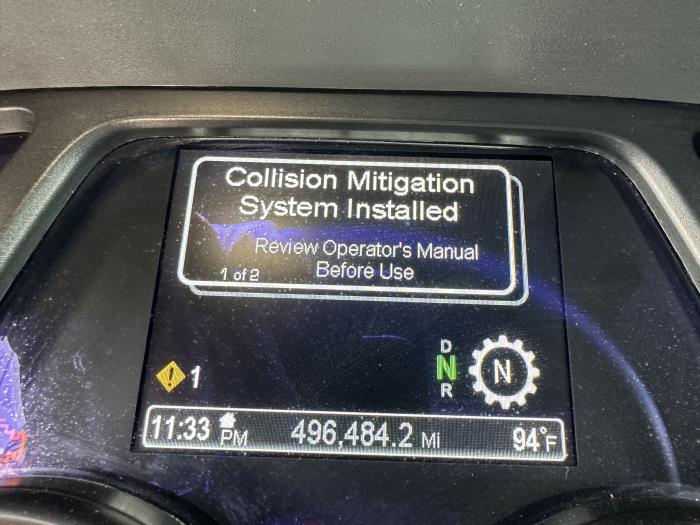 Collision Mitigation
System Installed
Review Operator's Manual
1 of 2 Before Use
! 1
D
N
R
N
11:33 PM 496,484.2 Mi 94°F